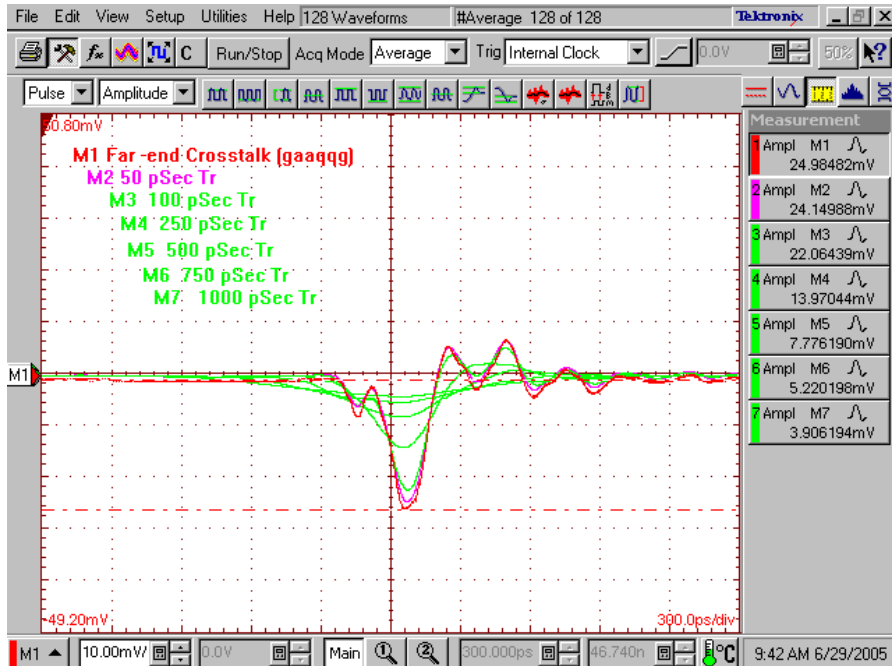 File Edit View Setup Utilities Help 128 Waveforms #Average 128 of 128 Tektronix
C Run/Stop Acq Mode Average Trig Internal Clock 0.0V 50%
Pulse Amplitude
50.80mV
M1 Far-end Crosstalk (gaaqqg)
M2 50 pSec Tr
M3 100 pSec Tr
M4 250 pSec Tr
M5 500 pSec Tr
M6 750 pSec Tr
M7 1000 pSec Tr
M1
-49.20mV
300.0ps/div
Measurement
1 Ampl M1
24.98482mV
2 Ampl M2
24.14988mV
3 Ampl M3
22.06439mV
4 Ampl M4
13.97044mV
5 Ampl M5
7.776190mV
6 Ampl M6
5.220198mV
7 Ampl M7
3.906194mV
M1 10.00mV/ 0.0V Main 1 2 300.000ps 46.740n °C 9:42 AM 6/29/2005